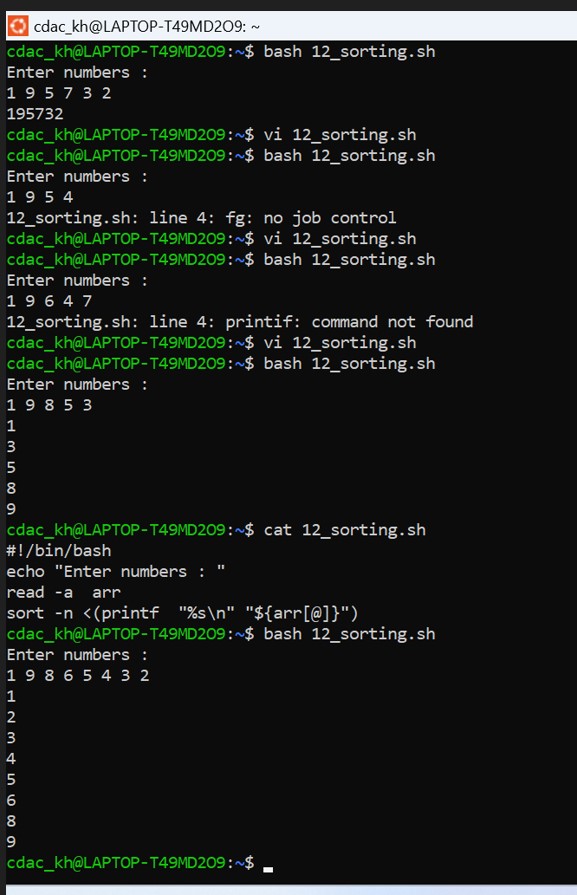 cdac_kh@LAPTOP-T49MD2O9: ~
cdac_kh@LAPTOP-T49MD2O9:~$ bash 12_sorting.sh
Enter numbers :
1 9 5 7 3 2
195732
cdac_kh@LAPTOP-T49MD2O9:~$ vi 12_sorting.sh
cdac_kh@LAPTOP-T49MD2O9:~$ bash 12_sorting.sh
Enter numbers :
1 9 5 4
12_sorting.sh: line 4: fg: no job control
cdac_kh@LAPTOP-T49MD2O9:~$ vi 12_sorting.sh
cdac_kh@LAPTOP-T49MD2O9:~$ bash 12_sorting.sh
Enter numbers :
1 9 6 4 7
12_sorting.sh: line 4: printif: command not found
cdac_kh@LAPTOP-T49MD2O9:~$ vi 12_sorting.sh
cdac_kh@LAPTOP-T49MD2O9:~$ bash 12_sorting.sh
Enter numbers :
1 9 8 5 3
1
3
5
8
9
cdac_kh@LAPTOP-T49MD2O9:~$ cat 12_sorting.sh
#!/bin/bash
echo "Enter numbers : "
read -a  arr
sort -n <(printf  "%s\n" "${arr[@]}")
cdac_kh@LAPTOP-T49MD2O9:~$ bash 12_sorting.sh
Enter numbers :
1 9 8 6 5 4 3 2
1
2
3
4
5
6
8
9
cdac_kh@LAPTOP-T49MD2O9:~$